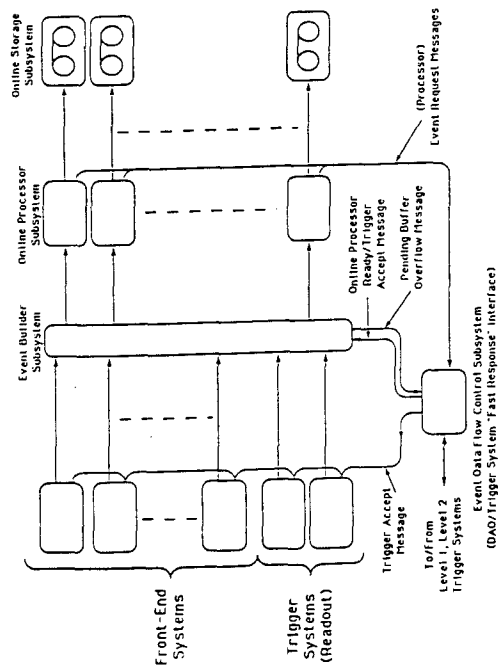 Online Storage
Subsystem
Online Processor
Subsystem
Event Builder
Subsystem
Front-End
Systems
Trigger
Systems
(Readout)
(Processor)
Event Request Messages
Online Processor
Ready/Trigger
Accept Message
Pending Buffer
Overflow Message
Trigger Accept
Message
To/From
Level 1, Level 2
Trigger Systems
Event Data Flow Control Subsystem
(DAQ/Trigger System "Fast Response" Interface)